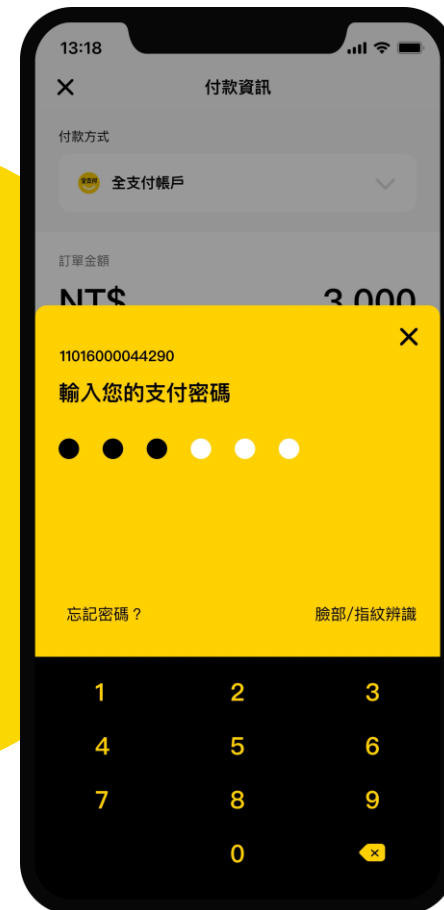 13:18
付款資訊
付款方式
全支付
全支付帳戶
訂單金額
NT$ 3,000
11016000044290
輸入您的支付密碼
忘記密碼？ 臉部/指紋辨識
1 2 3
4 5 6
7 8 9
0